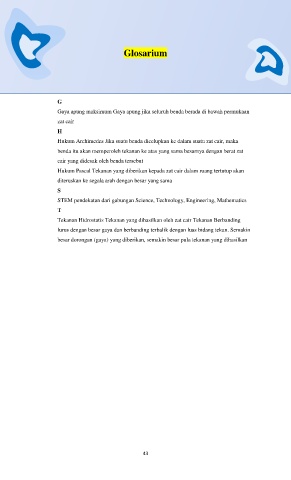 Glosarium
G
Gaya apung maksimum Gaya apung jika seluruh benda berada di bawah permukaan
zat cair
H
Hukum Archimedes Jika suatu benda dicelupkan ke dalam suatu zat cair, maka
benda itu akan memperoleh tekanan ke atas yang sama besarnya dengan berat zat
cair yang didesak oleh benda tersebut
Hukum Pascal Tekanan yang diberikan kepada zat cair dalam ruang tertutup akan
diteruskan ke segala arah dengan besar yang sama
S
STEM pendekatan dari gabungan Science, Technology, Engineering, Mathematics
T
Tekanan Hidrostatis Tekanan yang dihasilkan oleh zat cair Tekanan Berbanding
lurus dengan besar gaya dan berbanding terbalik dengan luas bidang tekan. Semakin
besar dorongan (gaya) yang diberikan, semakin besar pula tekanan yang dihasilkan
43